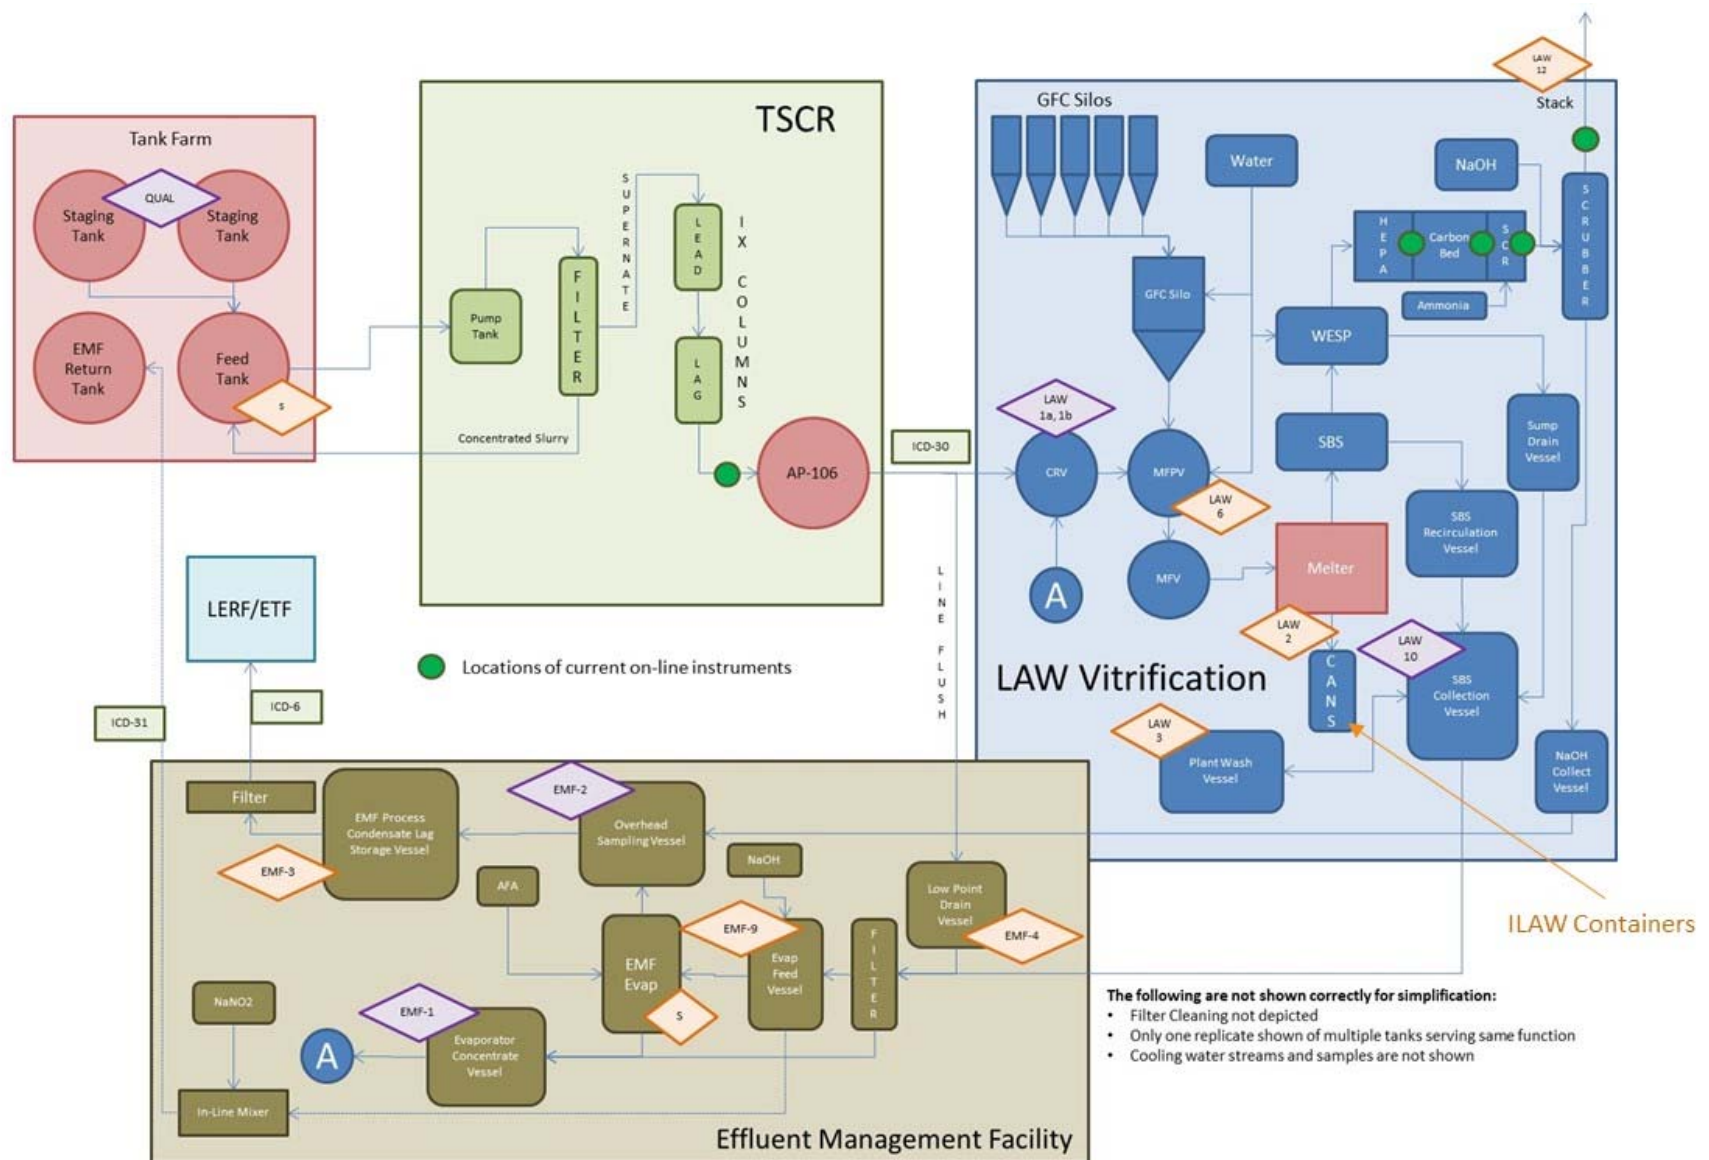 LAW
12
Stack
Tank Farm
QUAL
Staging
Tank
Staging
Tank
EMF
Return
Tank
Feed
Tank
S
TSCR
Pump
Tank
FILTER
SUPERNATE
LEAD
LAG
IX COLUMNS
Concentrated Slurry
AP-106
ICD-30
GFC Silos
Water
NaOH
SCRUBBER
HEPA
Carbon
Bed
SCR
Ammonia
GFC Silo
WESP
LAW
1a, 1b
CRV
MFPV
LAW
6
SBS
Sump
Drain
Vessel
SBS
Recirculation
Vessel
A
MFV
Melter
LAW
2
LAW
10
CANS
SBS
Collection
Vessel
LAW Vitrification
LAW
3
Plant Wash
Vessel
NaOH
Collect
Vessel
LINE FLUSH
LERF/ETF
Locations of current on-line instruments
ICD-31
ICD-6
Filter
EMF Process
Condensate Lag
Storage Vessel
EMF-3
EMF-2
Overhead
Sampling Vessel
NaOH
AFA
Low Point
Drain
Vessel
EMF-4
EMF-9
EMF
Evap
Evap
Feed
Vessel
FILTER
S
NaNO2
EMF-1
A
Evaporator
Concentrate
Vessel
In-Line Mixer
Effluent Management Facility
ILAW Containers
The following are not shown correctly for simplification:
• Filter Cleaning not depicted
• Only one replicate shown of multiple tanks serving same function
• Cooling water streams and samples are not shown